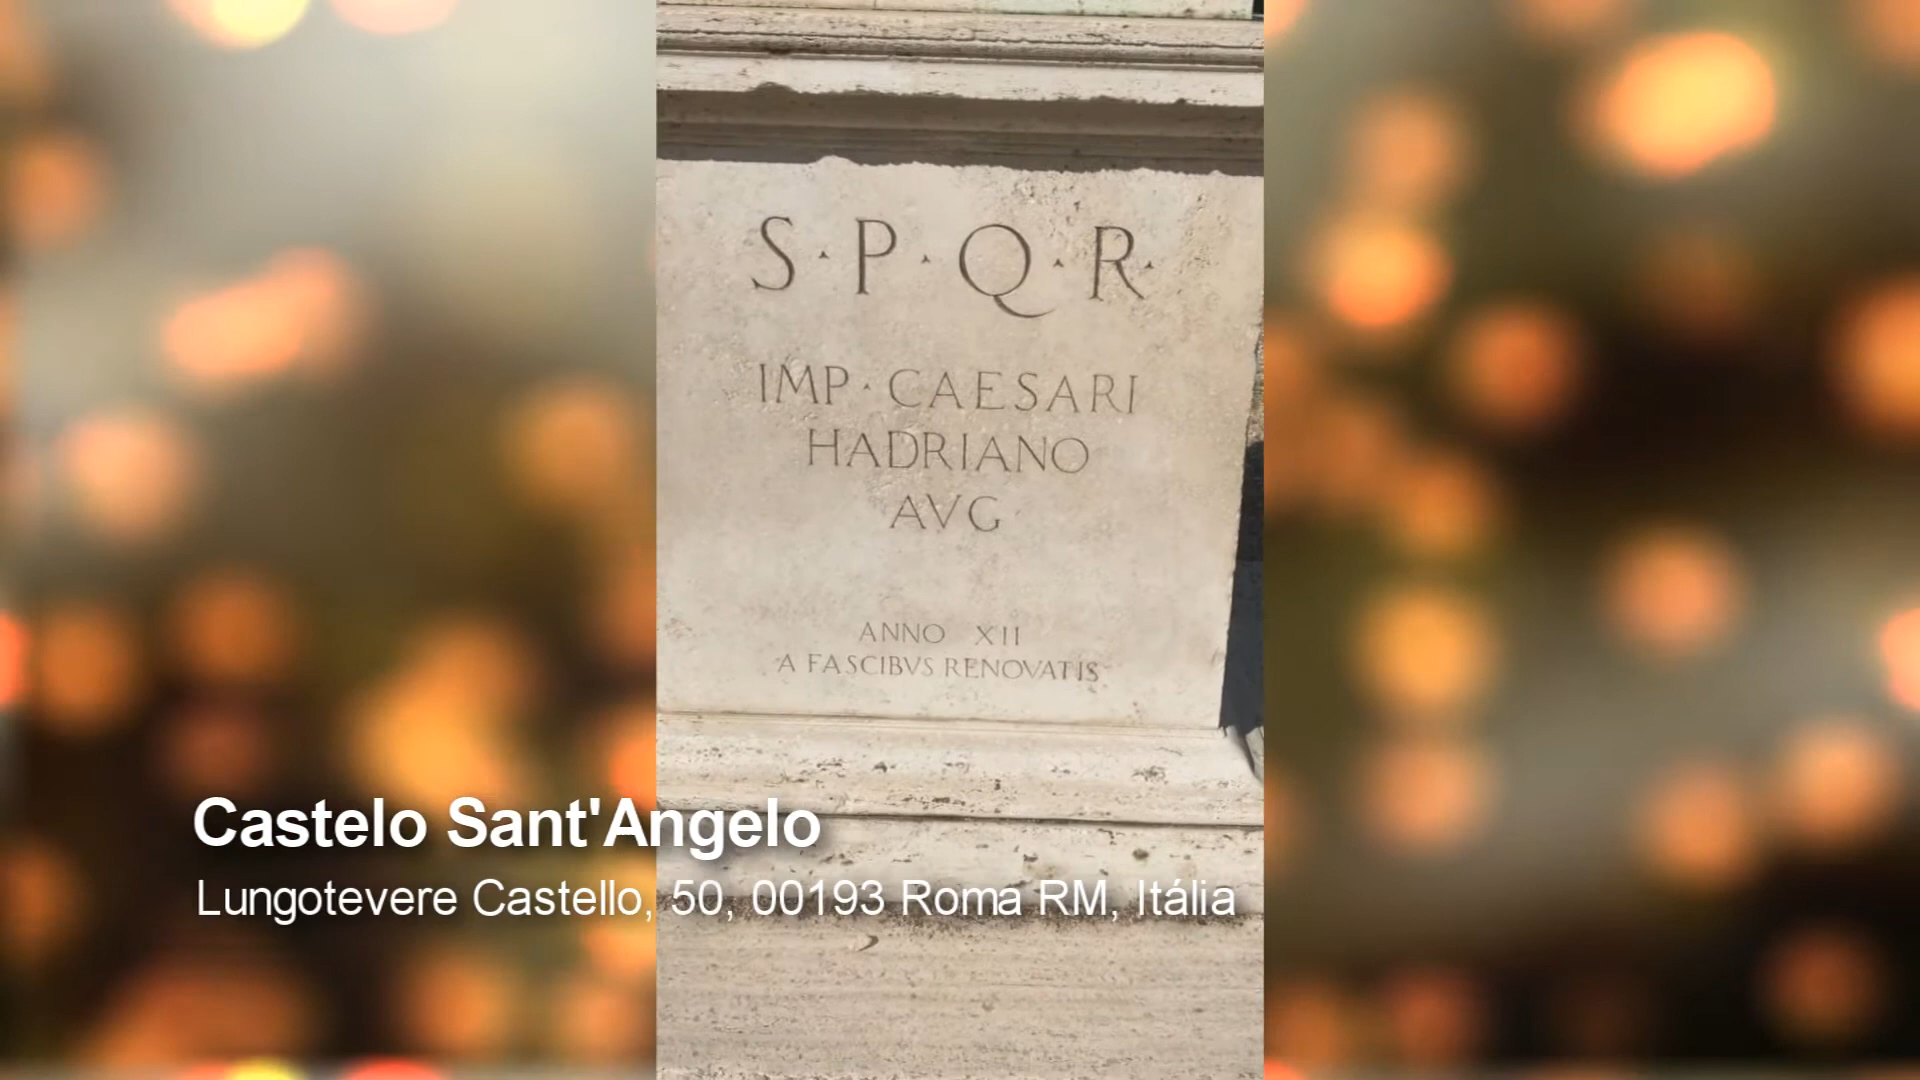 S·P·Q·R·
IMP·CAESARI
HADRIANO
AVG
ANNO XII
A FASCIBVS RENOVATIS
Castelo Sant'Angelo
Lungotevere Castello, 50, 00193 Roma RM, Itália